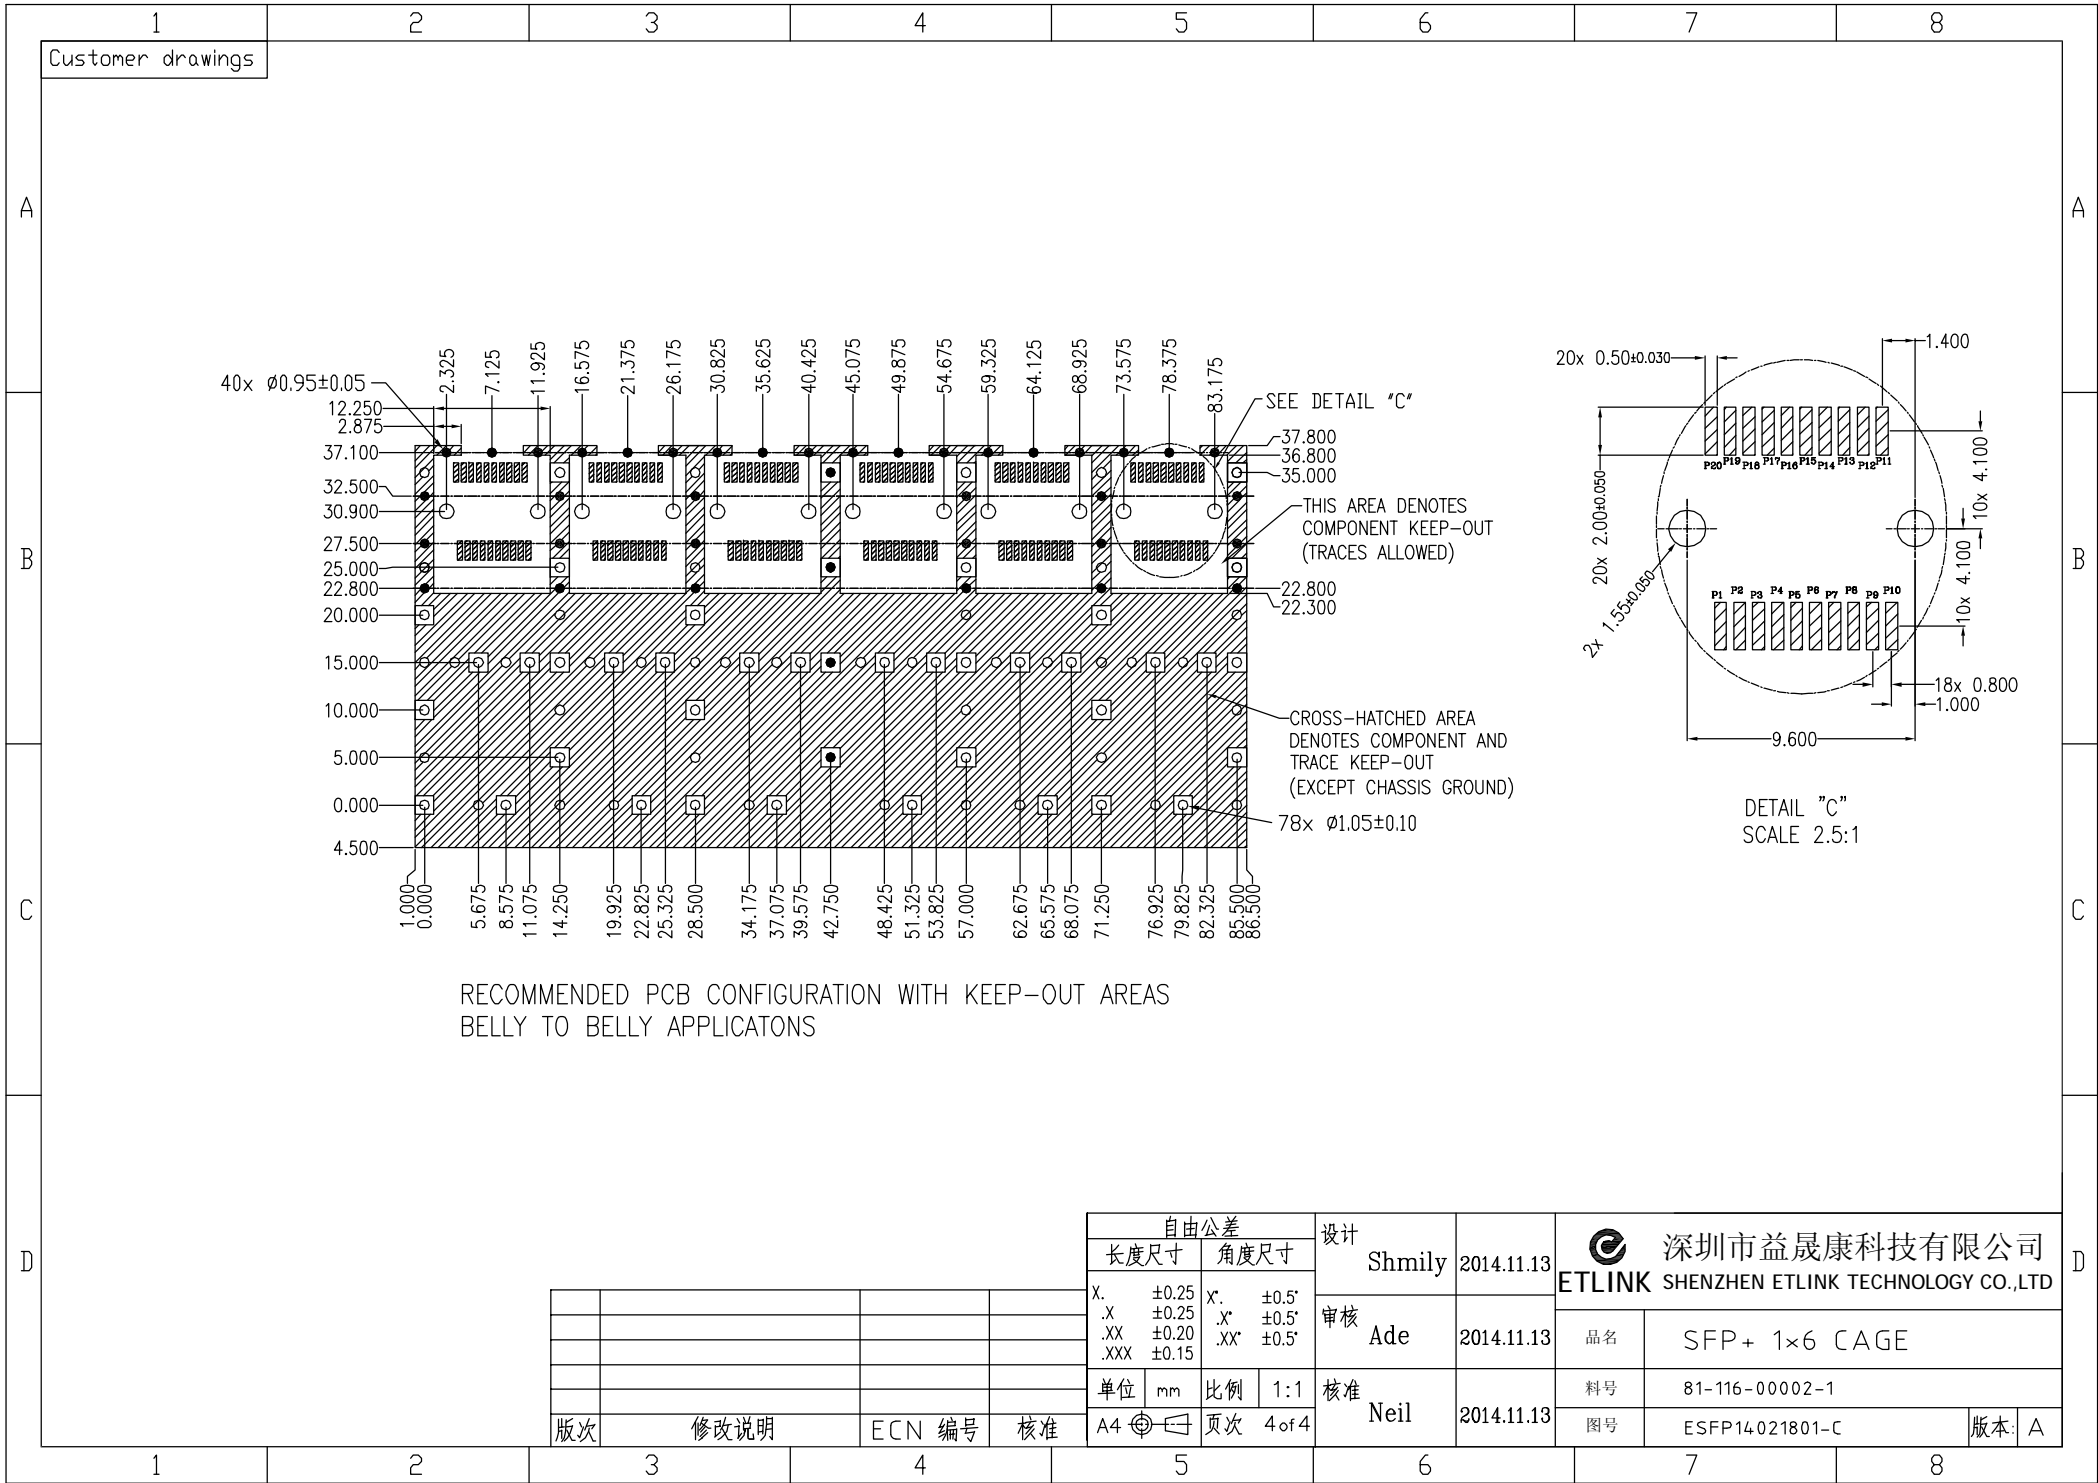 1 2 3 4 5 6 7 8
Customer drawings
A A
B B
C C
D D
40x Ø0.95±0.05
2.325
7.125
11.925
16.575
21.375
26.175
30.825
35.625
40.425
45.075
49.875
54.675
59.325
64.125
68.925
73.575
78.375
83.175
12.250
2.875
37.100
32.500
30.900
27.500
25.000
22.800
20.000
15.000
10.000
5.000
0.000
4.500
SEE DETAIL "C"
37.800
36.800
35.000
THIS AREA DENOTES
COMPONENT KEEP-OUT
(TRACES ALLOWED)
22.800
22.300
CROSS-HATCHED AREA
DENOTES COMPONENT AND
TRACE KEEP-OUT
(EXCEPT CHASSIS GROUND)
78x Ø1.05±0.10
1.000
0.000
5.675
8.575
11.075
14.250
19.925
22.825
25.325
28.500
34.175
37.075
39.575
42.750
48.425
51.325
53.825
57.000
62.675
65.575
68.075
71.250
76.925
79.825
82.325
85.500
86.500
RECOMMENDED PCB CONFIGURATION WITH KEEP-OUT AREAS
BELLY TO BELLY APPLICATONS
20x 0.50±0.030
1.400
P20 P19 P18 P17 P16 P15 P14 P13 P12 P11
10x 4.100
20x 2.00±0.050
2x 1.55±0.050
10x 4.100
P1 P2 P3 P4 P5 P6 P7 P8 P9 P10
18x 0.800
1.000
9.600
DETAIL "C"
SCALE 2.5:1
自由公差
长度尺寸 角度尺寸
X. ±0.25 X°. ±0.5°
.X ±0.25 .X° ±0.5°
.XX ±0.20 .XX° ±0.5°
.XXX ±0.15
单位 mm 比例 1:1
A4 页次 4of4
设计 Shmily 2014.11.13
审核 Ade 2014.11.13
核准 Neil 2014.11.13
ETLINK
深圳市益晟康科技有限公司
SHENZHEN ETLINK TECHNOLOGY CO.,LTD
品名 SFP+ 1x6 CAGE
料号 81-116-00002-1
图号 ESFP14021801-C 版本: A
版次 修改说明 ECN 编号 核准
1 2 3 4 5 6 7 8